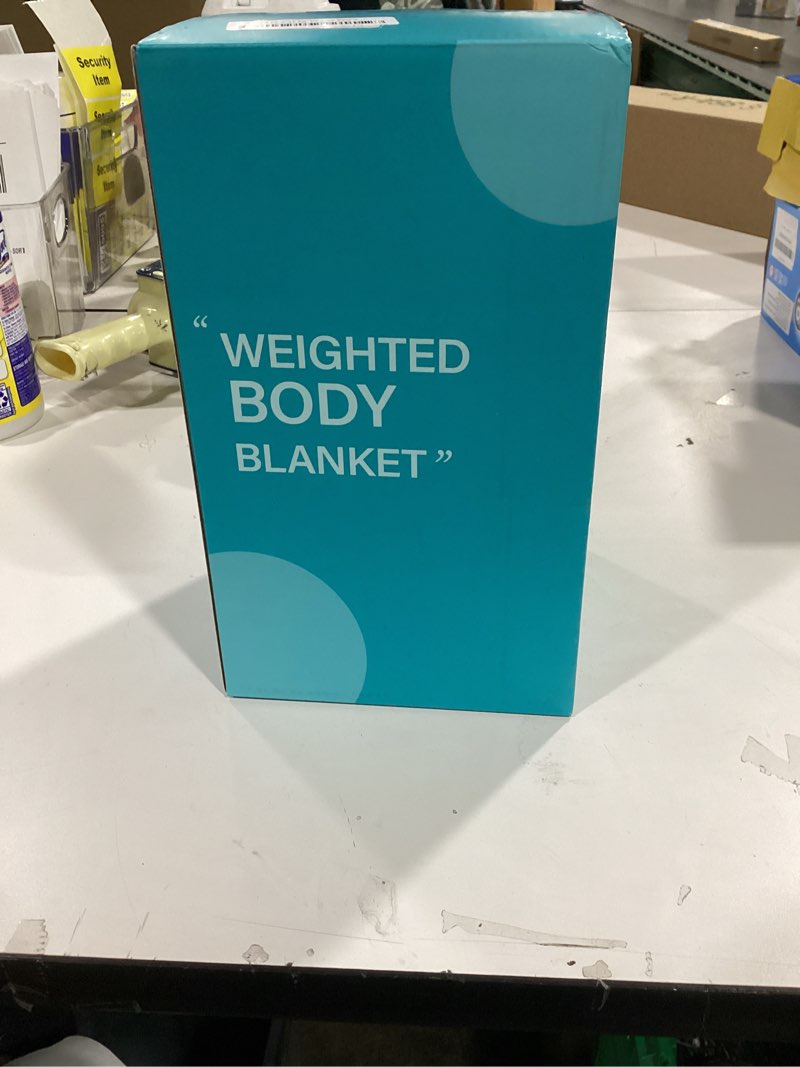 Security
Item
“ WEIGHTED
BODY
BLANKET ”